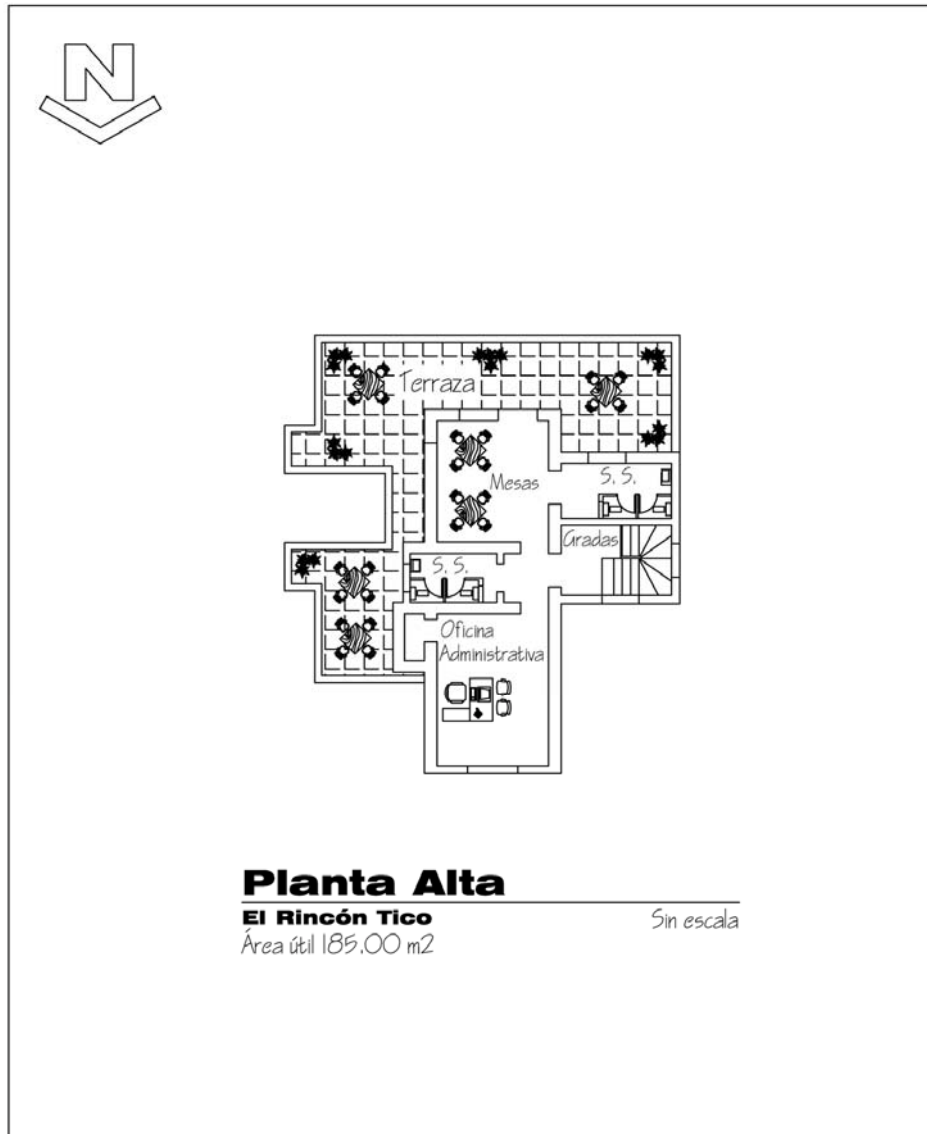 N
Terraza
Mesas
S. S.
Gradas
S. S.
Oficina
Administrativa
Planta Alta
El Rincón Tico
Sin escala
Área útil 185.00 m2